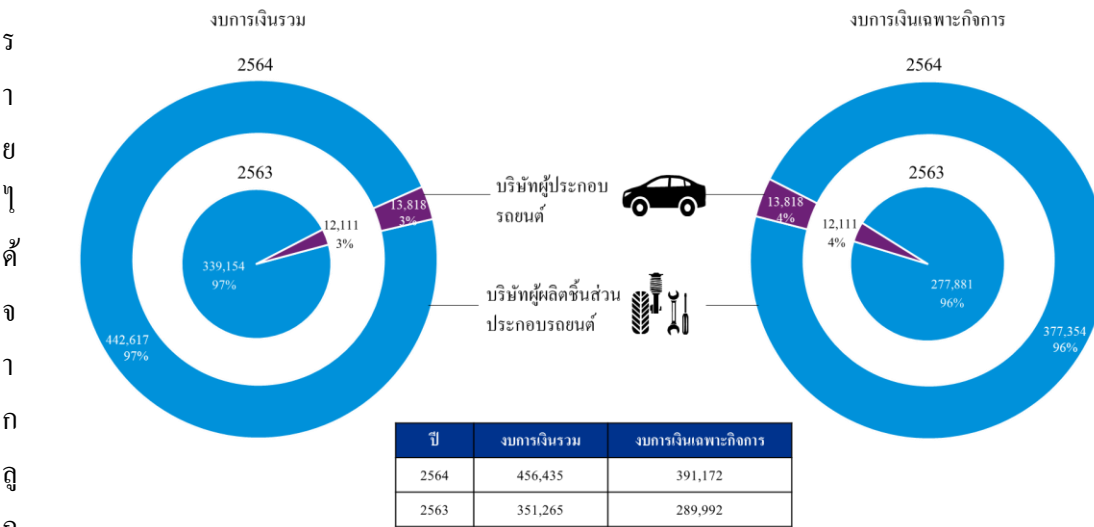 งบการเงินรวม
งบการเงินเฉพาะกิจการ
ร
า
ย
ๆ
ด้
จ
า
ก
ลู
2564
2563
13,818
3%
12,111
3%
339,154
97%
442,617
97%
บริษัทผู้ประกอบ
รถยนต์
บริษัทผู้ผลิตชิ้นส่วน
ประกอบรถยนต์
2564
2563
13,818
4%
12,111
4%
277,881
96%
377,354
96%
ปี งบการเงินรวม งบการเงินเฉพาะกิจการ
2564 456,435 391,172
2563 351,265 289,992